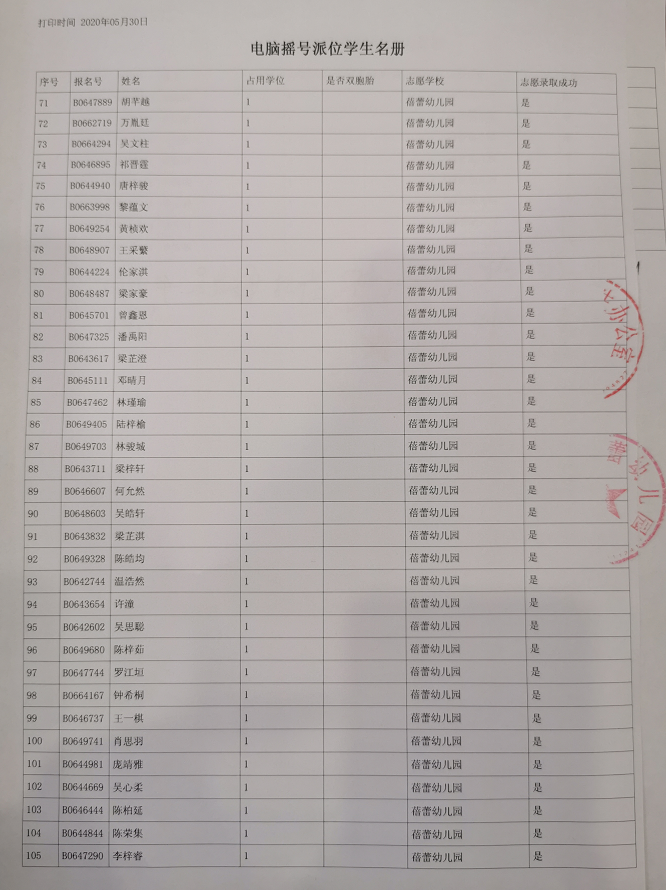 打印时间 2020年05月30日
电脑摇号派位学生名册
序号 报名号 姓名 占用学位 是否双胞胎 志愿学校 志愿录取成功
71 B0647889 胡芊越 1 蓓蕾幼儿园 是
72 B0662719 万胤廷 1 蓓蕾幼儿园 是
73 B0664294 吴文柱 1 蓓蕾幼儿园 是
74 B0646895 祁晋霆 1 蓓蕾幼儿园 是
75 B0644940 唐梓骏 1 蓓蕾幼儿园 是
76 B0663998 黎蕴文 1 蓓蕾幼儿园 是
77 B0649254 黄桢欢 1 蓓蕾幼儿园 是
78 B0648907 王采蘩 1 蓓蕾幼儿园 是
79 B0644224 伦家淇 1 蓓蕾幼儿园 是
80 B0648487 梁家豪 1 蓓蕾幼儿园 是
81 B0645701 曾鑫恩 1 蓓蕾幼儿园 是
82 B0647325 潘禹阳 1 蓓蕾幼儿园 是
83 B0643617 梁芷澄 1 蓓蕾幼儿园 是
84 B0645111 邓晴月 1 蓓蕾幼儿园 是
85 B0647462 林瑾瑜 1 蓓蕾幼儿园 是
86 B0649405 陆梓榆 1 蓓蕾幼儿园 是
87 B0649703 林骏城 1 蓓蕾幼儿园 是
88 B0643711 梁梓轩 1 蓓蕾幼儿园 是
89 B0646607 何允然 1 蓓蕾幼儿园 是
90 B0648603 吴皓轩 1 蓓蕾幼儿园 是
91 B0643832 梁芷淇 1 蓓蕾幼儿园 是
92 B0649328 陈皓均 1 蓓蕾幼儿园 是
93 B0642744 温浩然 1 蓓蕾幼儿园 是
94 B0643654 许潼 1 蓓蕾幼儿园 是
95 B0642602 吴思聪 1 蓓蕾幼儿园 是
96 B0649680 陈梓茹 1 蓓蕾幼儿园 是
97 B0647744 罗江垣 1 蓓蕾幼儿园 是
98 B0664167 钟希桐 1 蓓蕾幼儿园 是
99 B0646737 王一棋 1 蓓蕾幼儿园 是
100 B0649741 肖思羽 1 蓓蕾幼儿园 是
101 B0644981 庞靖雅 1 蓓蕾幼儿园 是
102 B0644669 吴心柔 1 蓓蕾幼儿园 是
103 B0646444 陈柏延 1 蓓蕾幼儿园 是
104 B0644844 陈荣集 1 蓓蕾幼儿园 是
105 B0647290 李梓睿 1 蓓蕾幼儿园 是
办公室
幼儿园